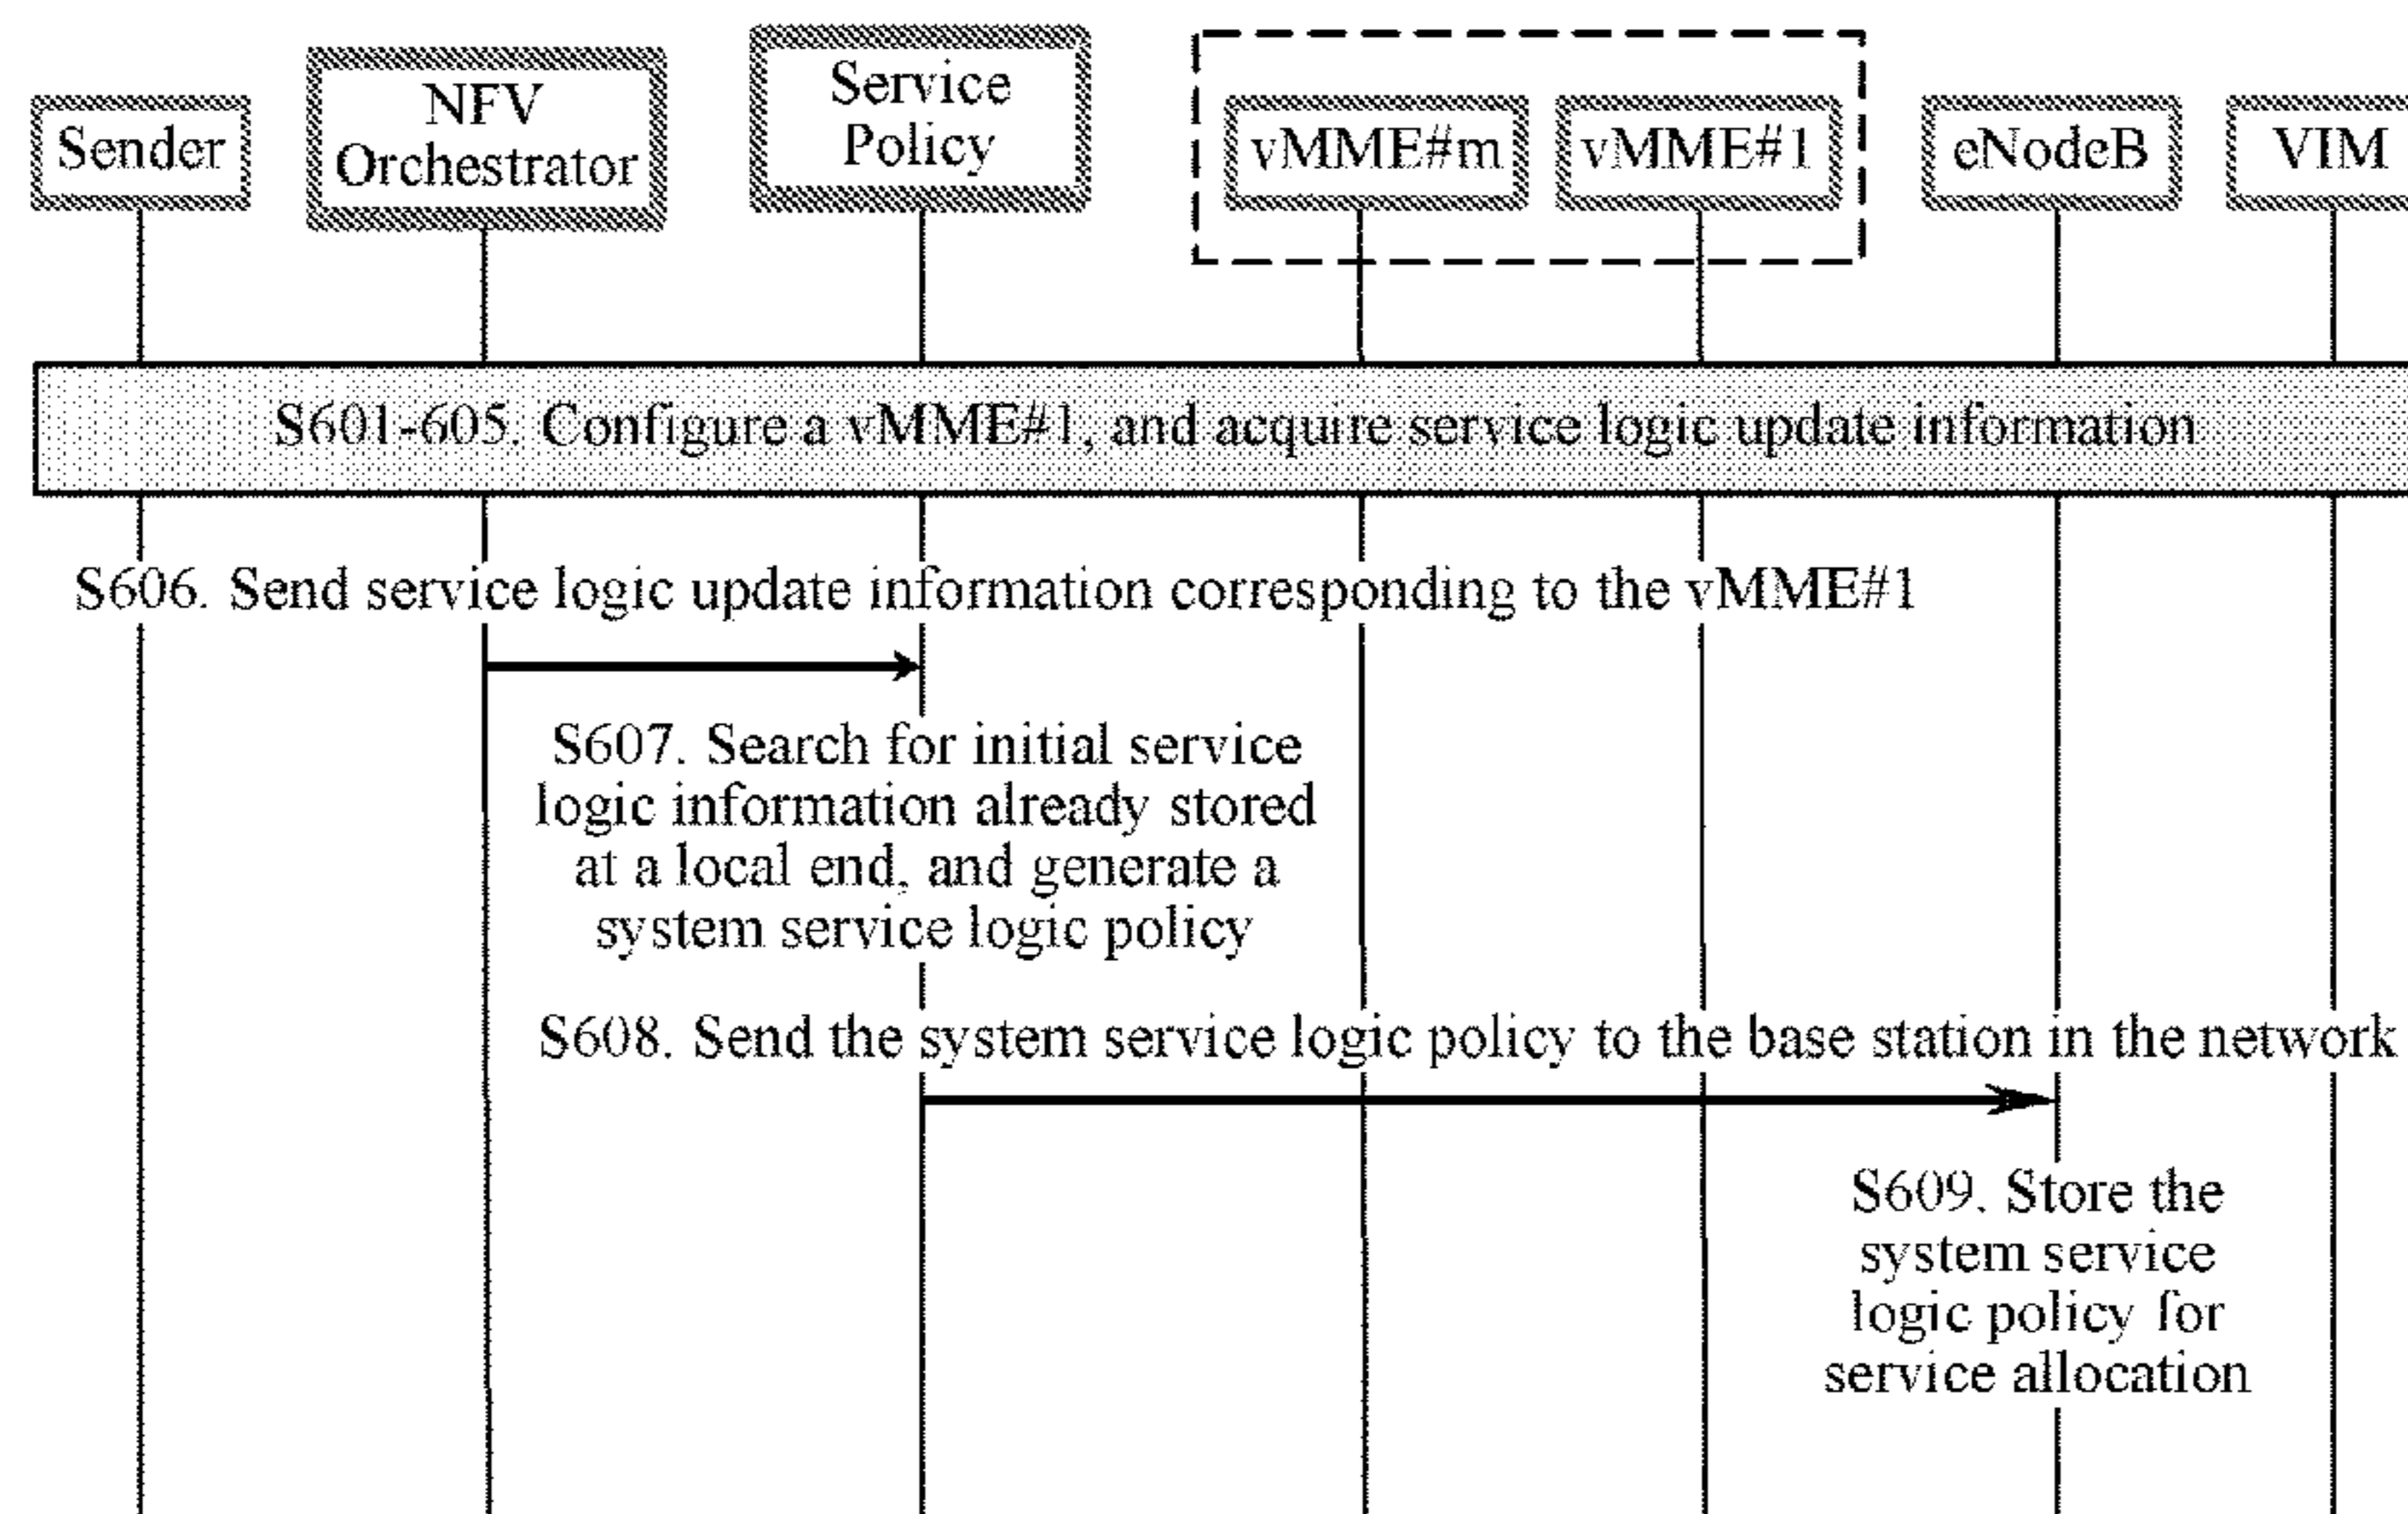 Sender
NFV
Orchestrator
Service
Policy
vMME#m
vMME#1
eNodeB
VIM
S601-605. Configure a vMME#1, and acquire service logic update information
S606. Send service logic update information corresponding to the vMME#1
S607. Search for initial service
logic information already stored
at a local end, and generate a
system service logic policy
S608. Send the system service logic policy to the base station in the network
S609. Store the
system service
logic policy for
service allocation